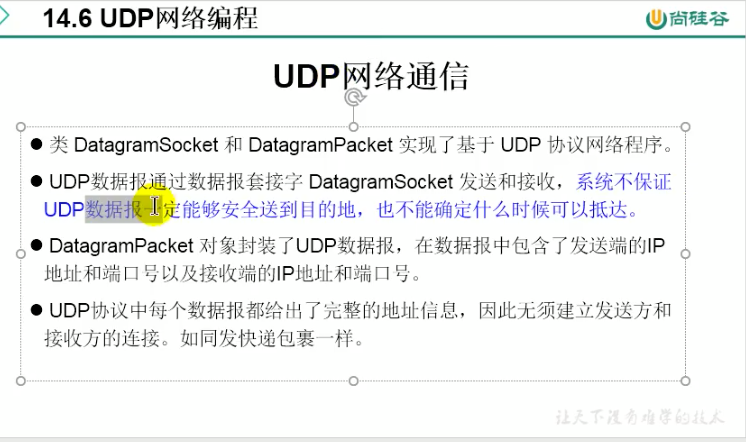 14.6 UDP网络编程
尚硅谷
UDP网络通信
● 类 DatagramSocket 和 DatagramPacket 实现了基于 UDP 协议网络程序。
● UDP数据报通过数据报套接字 DatagramSocket 发送和接收，系统不保证
UDP数据报一定能够安全送到目的地，也不能确定什么时候可以抵达。
● DatagramPacket 对象封装了UDP数据报，在数据报中包含了发送端的IP
地址和端口号以及接收端的IP地址和端口号。
● UDP协议中每个数据报都给出了完整的地址信息，因此无须建立发送方和
接收方的连接。如同发快递包裹一样。
让天下没有难学的技术